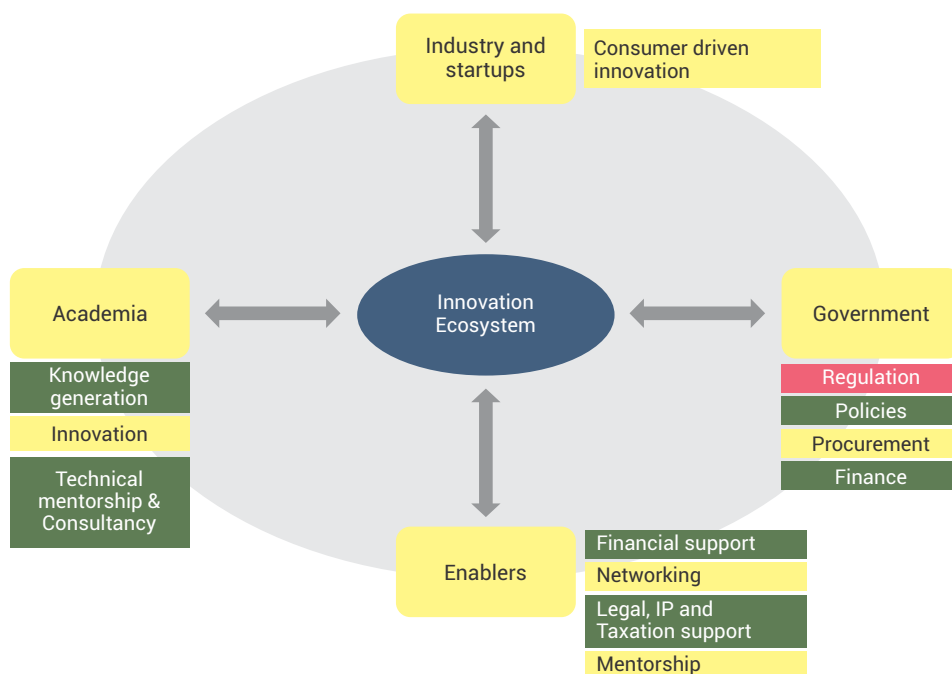 Industry and
startups
Consumer driven
innovation
Innovation
Ecosystem
Academia
Knowledge
generation
Innovation
Technical
mentorship &
Consultancy
Government
Regulation
Policies
Procurement
Finance
Enablers
Financial support
Networking
Legal, IP and
Taxation support
Mentorship